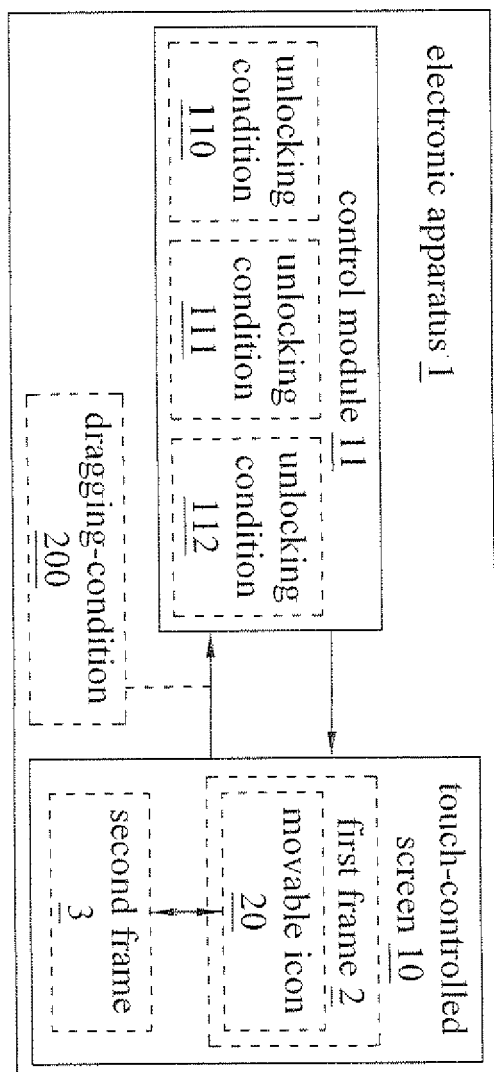 electronic apparatus 1
control module 11
unlocking
condition
110
unlocking
condition
111
unlocking
condition
112
dragging-condition
200
touch-controlled
screen 10
first frame 2
movable icon
20
second frame
3